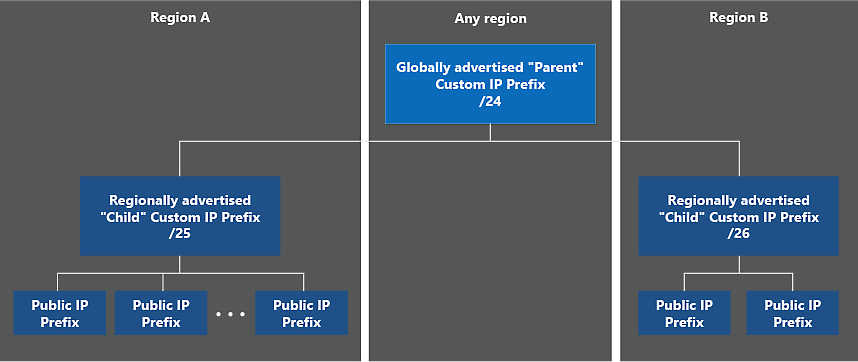 Region A
Any region
Region B
Globally advertised "Parent"
Custom IP Prefix
/24
Regionally advertised
"Child" Custom IP Prefix
/25
Regionally advertised
"Child" Custom IP Prefix
/26
Public IP
Prefix
Public IP
Prefix
• • •
Public IP
Prefix
Public IP
Prefix
Public IP
Prefix